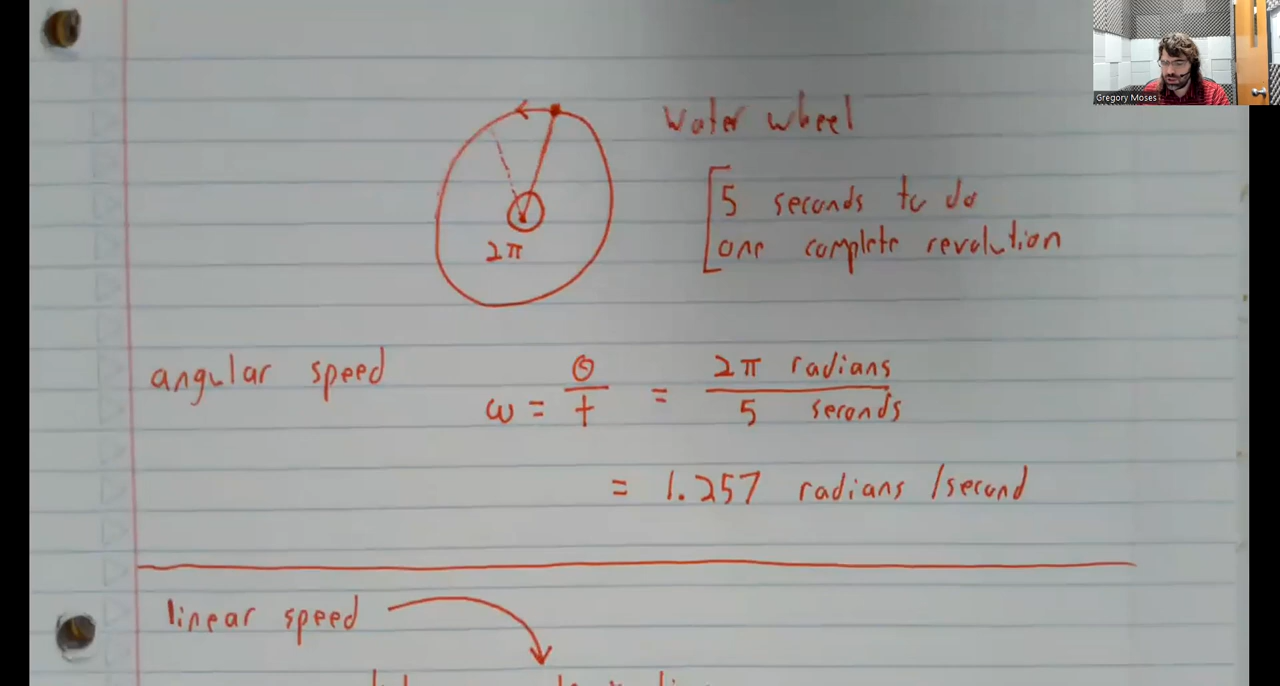 Gregory Moses
Water wheel
5 seconds to do
one complete revolution
2π
angular speed
ω = θ/t = 2π radians / 5 seconds
= 1.257 radians /second
linear speed